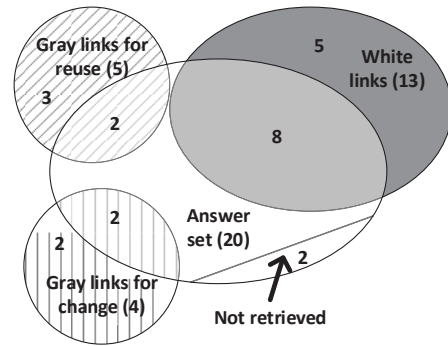 Gray links for
reuse (5)
3
2
5
White
links (13)
8
2
2
Gray links for
change (4)
Answer
set (20)
2
Not retrieved